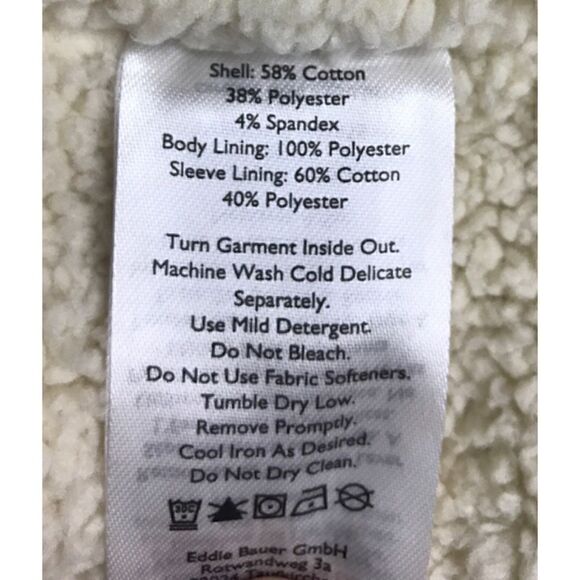 Shell: 58% Cotton
38% Polyester
4% Spandex
Body Lining: 100% Polyester
Sleeve Lining: 60% Cotton
40% Polyester
Turn Garment Inside Out.
Machine Wash Cold Delicate
Separately.
Use Mild Detergent.
Do Not Bleach.
Do Not Use Fabric Softeners.
Tumble Dry Low.
Remove Promptly.
Cool Iron As Desired.
Do Not Dry Clean.
30C
Eddie Bauer GmbH
Rotwandweg 3a